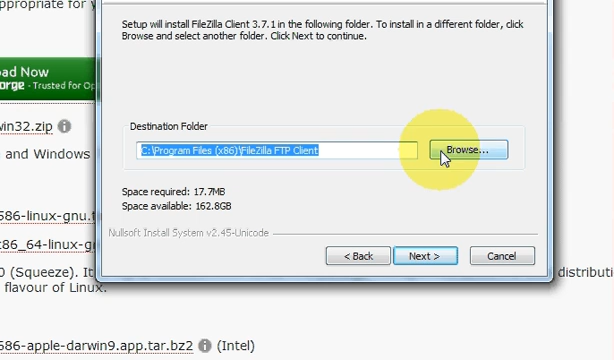 appropriate for y
Setup will install FileZilla Client 3.7.1 in the following folder. To install in a different folder, click
Browse and select another folder. Click Next to continue.
ad Now
orge - Trusted for Op
Destination Folder
win32.zip
C:\Program Files (x86)\FileZilla FTP Client
Browse...
and Windows
Space required: 17.7MB
Space available: 162.8GB
586-linux-gnu.t
x86_64-linux-g
Nullsoft Install System v2.45-Unicode
< Back
Next >
Cancel
0 (Squeeze). It
distributi
flavour of Linux.
586-apple-darwin9.app.tar.bz2 (Intel)